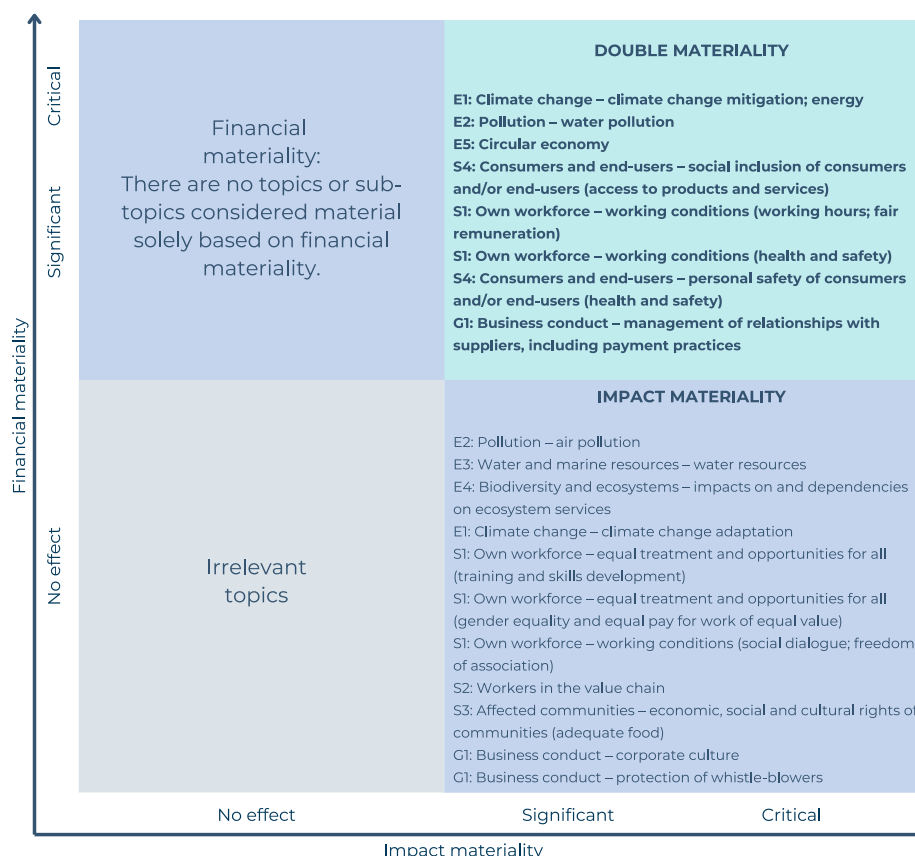 Financial materiality
Critical
Significant
No effect
Financial
materiality:
There are no topics or sub-
topics considered material
solely based on financial
materiality.
DOUBLE MATERIALITY
E1: Climate change – climate change mitigation; energy
E2: Pollution – water pollution
E5: Circular economy
S4: Consumers and end-users – social inclusion of consumers
and/or end-users (access to products and services)
S1: Own workforce – working conditions (working hours; fair
remuneration)
S1: Own workforce – working conditions (health and safety)
S4: Consumers and end-users – personal safety of consumers
and/or end-users (health and safety)
G1: Business conduct – management of relationships with
suppliers, including payment practices
Irrelevant
topics
IMPACT MATERIALITY
E2: Pollution – air pollution
E3: Water and marine resources – water resources
E4: Biodiversity and ecosystems – impacts on and dependencies
on ecosystem services
E1: Climate change – climate change adaptation
S1: Own workforce – equal treatment and opportunities for all
(training and skills development)
S1: Own workforce – equal treatment and opportunities for all
(gender equality and equal pay for work of equal value)
S1: Own workforce – working conditions (social dialogue; freedom
of association)
S2: Workers in the value chain
S3: Affected communities – economic, social and cultural rights of
communities (adequate food)
G1: Business conduct – corporate culture
G1: Business conduct – protection of whistle-blowers
No effect
Significant
Critical
Impact materiality